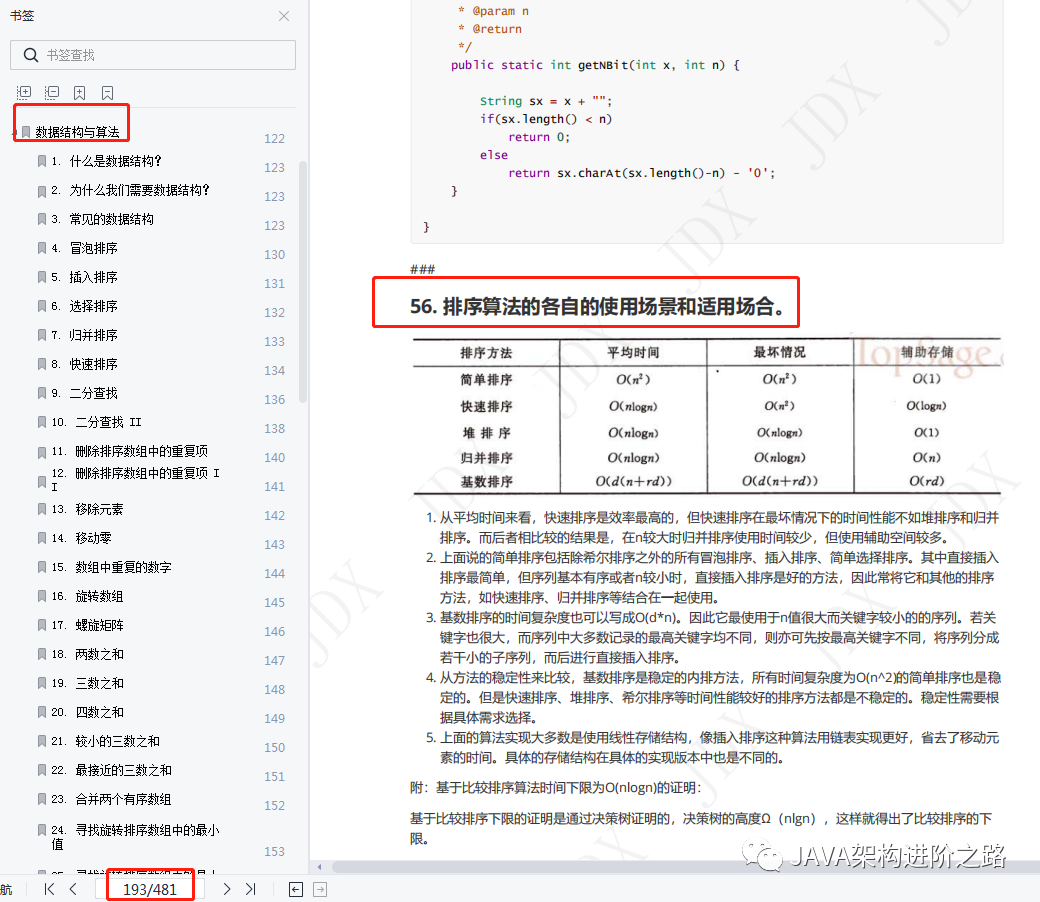 书签
书签查找
数据结构与算法 122
1. 什么是数据结构? 123
2. 为什么我们需要数据结构? 123
3. 常见的数据结构 123
4. 冒泡排序 130
5. 插入排序 131
6. 选择排序 132
7. 归并排序 133
8. 快速排序 134
9. 二分查找 136
10. 二分查找 II 138
11. 删除排序数组中的重复项 140
12. 删除排序数组中的重复项 I
I 141
13. 移除元素 142
14. 移动零 143
15. 数组中重复的数字 144
16. 旋转数组 145
17. 螺旋矩阵 146
18. 两数之和 147
19. 三数之和 148
20. 四数之和 149
21. 较小的三数之和 150
22. 最接近的三数之和 151
23. 合并两个有序数组 152
24. 寻找旋转排序数组中的最小
值 153
航
193/481
* @param n
* @return
*/
public static int getNBit(int x, int n) {
String sx = x + "";
if(sx.length() < n)
return 0;
else
return sx.charAt(sx.length()-n) - '0';
}
}
###
56. 排序算法的各自的使用场景和适用场合。
排序方法 平均时间 最坏情况 辅助存储
简单排序 O(n²) O(n²) O(1)
快速排序 O(nlogn) O(n²) O(logn)
堆 排 序 O(nlogn) O(nlogn) O(1)
归并排序 O(nlogn) O(nlogn) O(n)
基数排序 O(d(n+rd)) O(d(n+rd)) O(rd)
1. 从平均时间来看，快速排序是效率最高的，但快速排序在最坏情况下的时间性能不如堆排序和归并
排序。而后者相比较的结果是，在n较大时归并排序使用时间较少，但使用辅助空间较多。
2. 上面说的简单排序包括除希尔排序之外的所有冒泡排序、插入排序、简单选择排序。其中直接插入
排序最简单，但序列基本有序或者n较小时，直接插入排序是好的方法，因此常将它和其他的排序
方法，如快速排序、归并排序等结合在一起使用。
3. 基数排序的时间复杂度也可以写成O(d*n)。因此它最使用于n值很大而关键字较小的的序列。若关
键字也很大，而序列中大多数记录的最高关键字均不同，则亦可先按最高关键字不同，将序列分成
若干小的子序列，而后进行直接插入排序。
4. 从方法的稳定性来比较，基数排序是稳定的内排方法，所有时间复杂度为O(n^2)的简单排序也是稳
定的。但是快速排序、堆排序、希尔排序等时间性能较好的排序方法都是不稳定的。稳定性需要根
据具体需求选择。
5. 上面的算法实现大多数是使用线性存储结构，像插入排序这种算法用链表实现更好，省去了移动元
素的时间。具体的存储结构在具体的实现版本中也是不同的。
附：基于比较排序算法时间下限为O(nlogn)的证明：
基于比较排序下限的证明是通过决策树证明的，决策树的高度Ω（nlgn），这样就得出了比较排序的下
限。
JAVA架构进阶之路
JDX
TopSage.